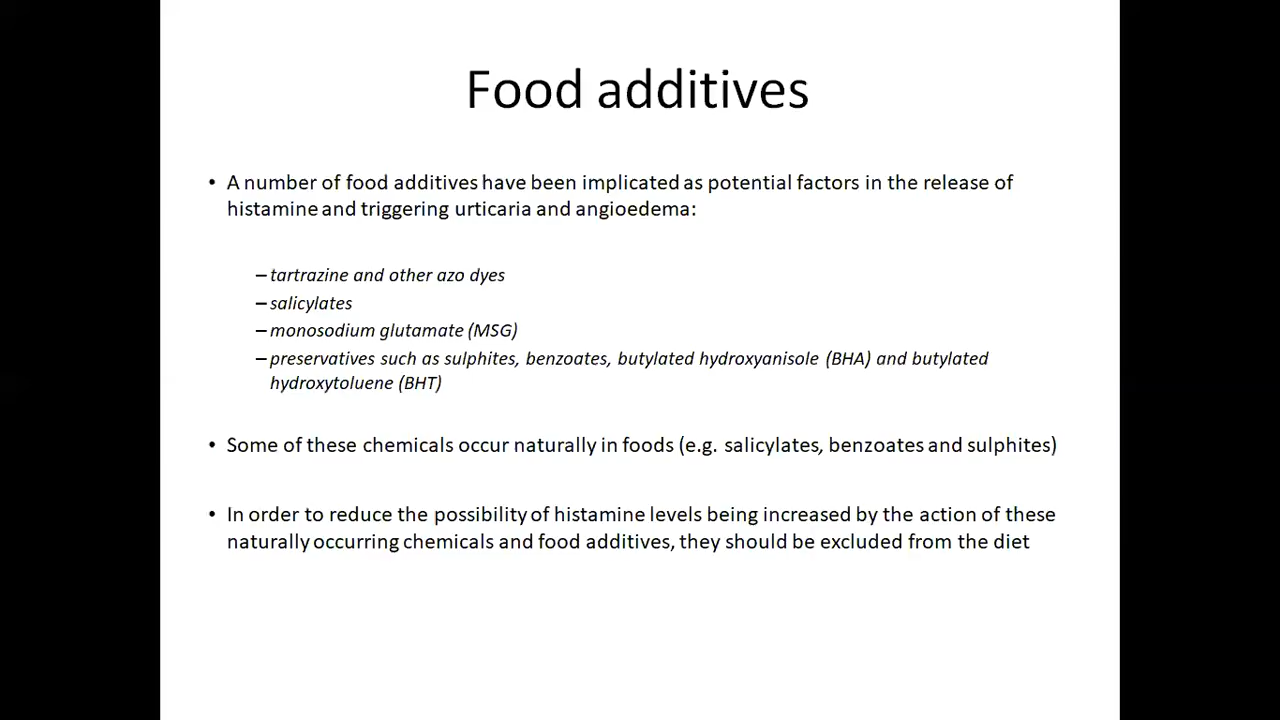 Food additives
• A number of food additives have been implicated as potential factors in the release of
histamine and triggering urticaria and angioedema:
– tartrazine and other azo dyes
– salicylates
– monosodium glutamate (MSG)
– preservatives such as sulphites, benzoates, butylated hydroxyanisole (BHA) and butylated
hydroxytoluene (BHT)
• Some of these chemicals occur naturally in foods (e.g. salicylates, benzoates and sulphites)
• In order to reduce the possibility of histamine levels being increased by the action of these
naturally occurring chemicals and food additives, they should be excluded from the diet